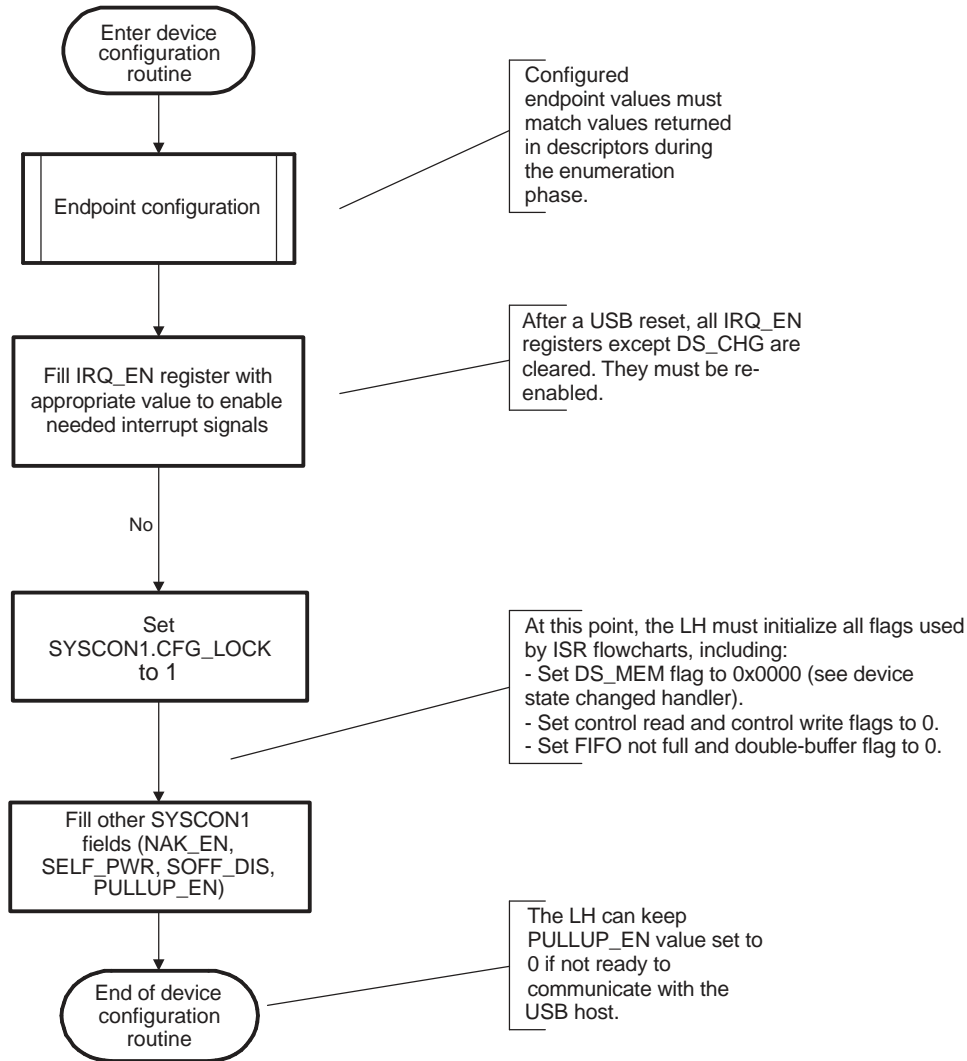 Enter device
configuration
routine
Configured
endpoint values must
match values returned
in descriptors during
the enumeration
phase.
Endpoint configuration
After a USB reset, all IRQ_EN
registers except DS_CHG are
cleared. They must be re-
enabled.
Fill IRQ_EN register with
appropriate value to enable
needed interrupt signals
No
Set
SYSCON1.CFG_LOCK
to 1
At this point, the LH must initialize all flags used
by ISR flowcharts, including:
- Set DS_MEM flag to 0x0000 (see device
state changed handler).
- Set control read and control write flags to 0.
- Set FIFO not full and double-buffer flag to 0.
Fill other SYSCON1
fields (NAK_EN,
SELF_PWR, SOFF_DIS,
PULLUP_EN)
The LH can keep
PULLUP_EN value set to
0 if not ready to
communicate with the
USB host.
End of device
configuration
routine